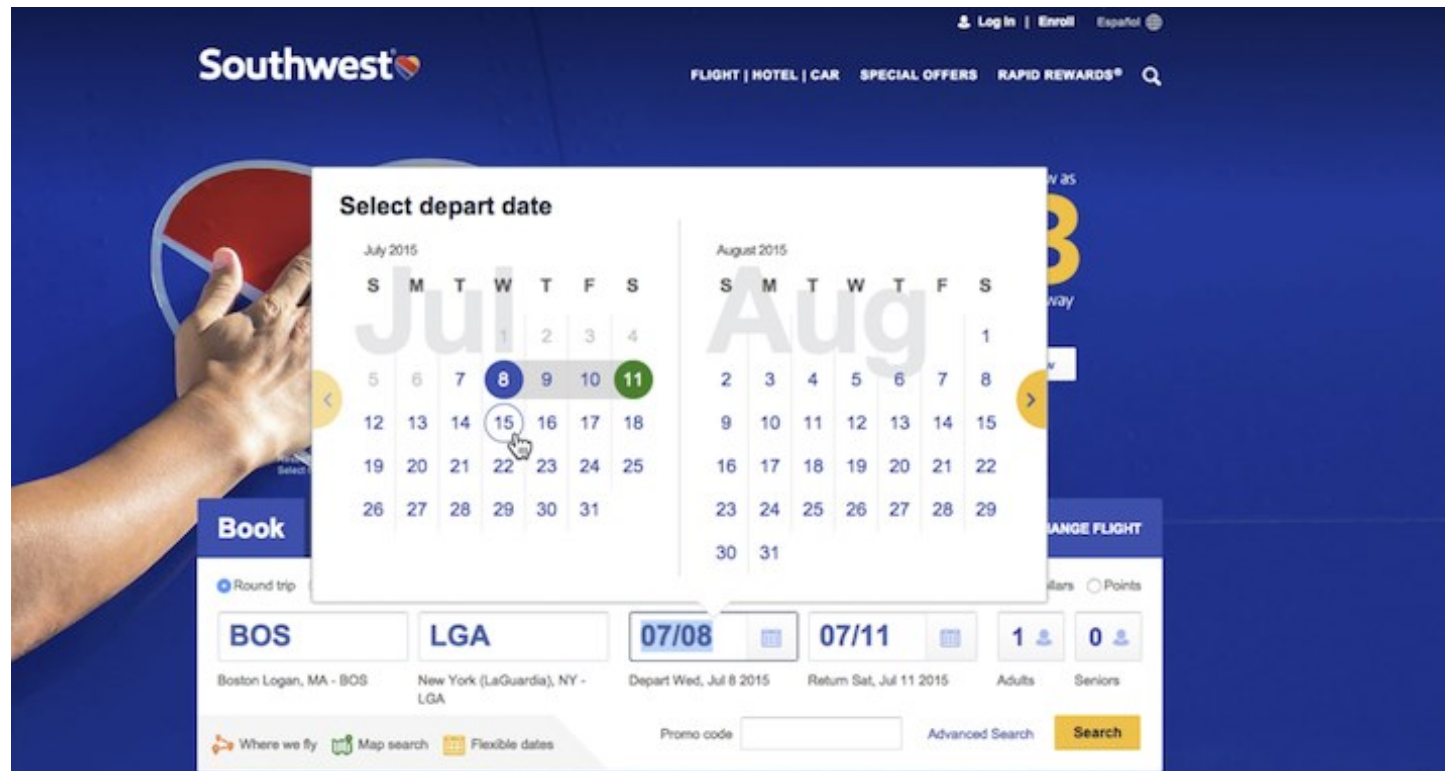 Log In | Enroll Español
Southwest
FLIGHT | HOTEL | CAR SPECIAL OFFERS RAPID REWARDS®
as
way
Select depart date
July 2015
Jul
S M T W T F S
1 2 3 4
5 6 7 8 9 10 11
12 13 14 15 16 17 18
19 20 21 22 23 24 25
26 27 28 29 30 31
August 2015
Aug
S M T W T F S
1
2 3 4 5 6 7 8
9 10 11 12 13 14 15
16 17 18 19 20 21 22
23 24 25 26 27 28 29
30 31
Book
FLIGHT
Round trip
Points
BOS LGA 07/08 07/11 1 0
Boston Logan, MA - BOS New York (LaGuardia), NY - Depart Wed, Jul 8 2015 Return Sat, Jul 11 2015 Adults Seniors
LGA
Where we fly Map search Flexible dates Promo code Advanced Search Search